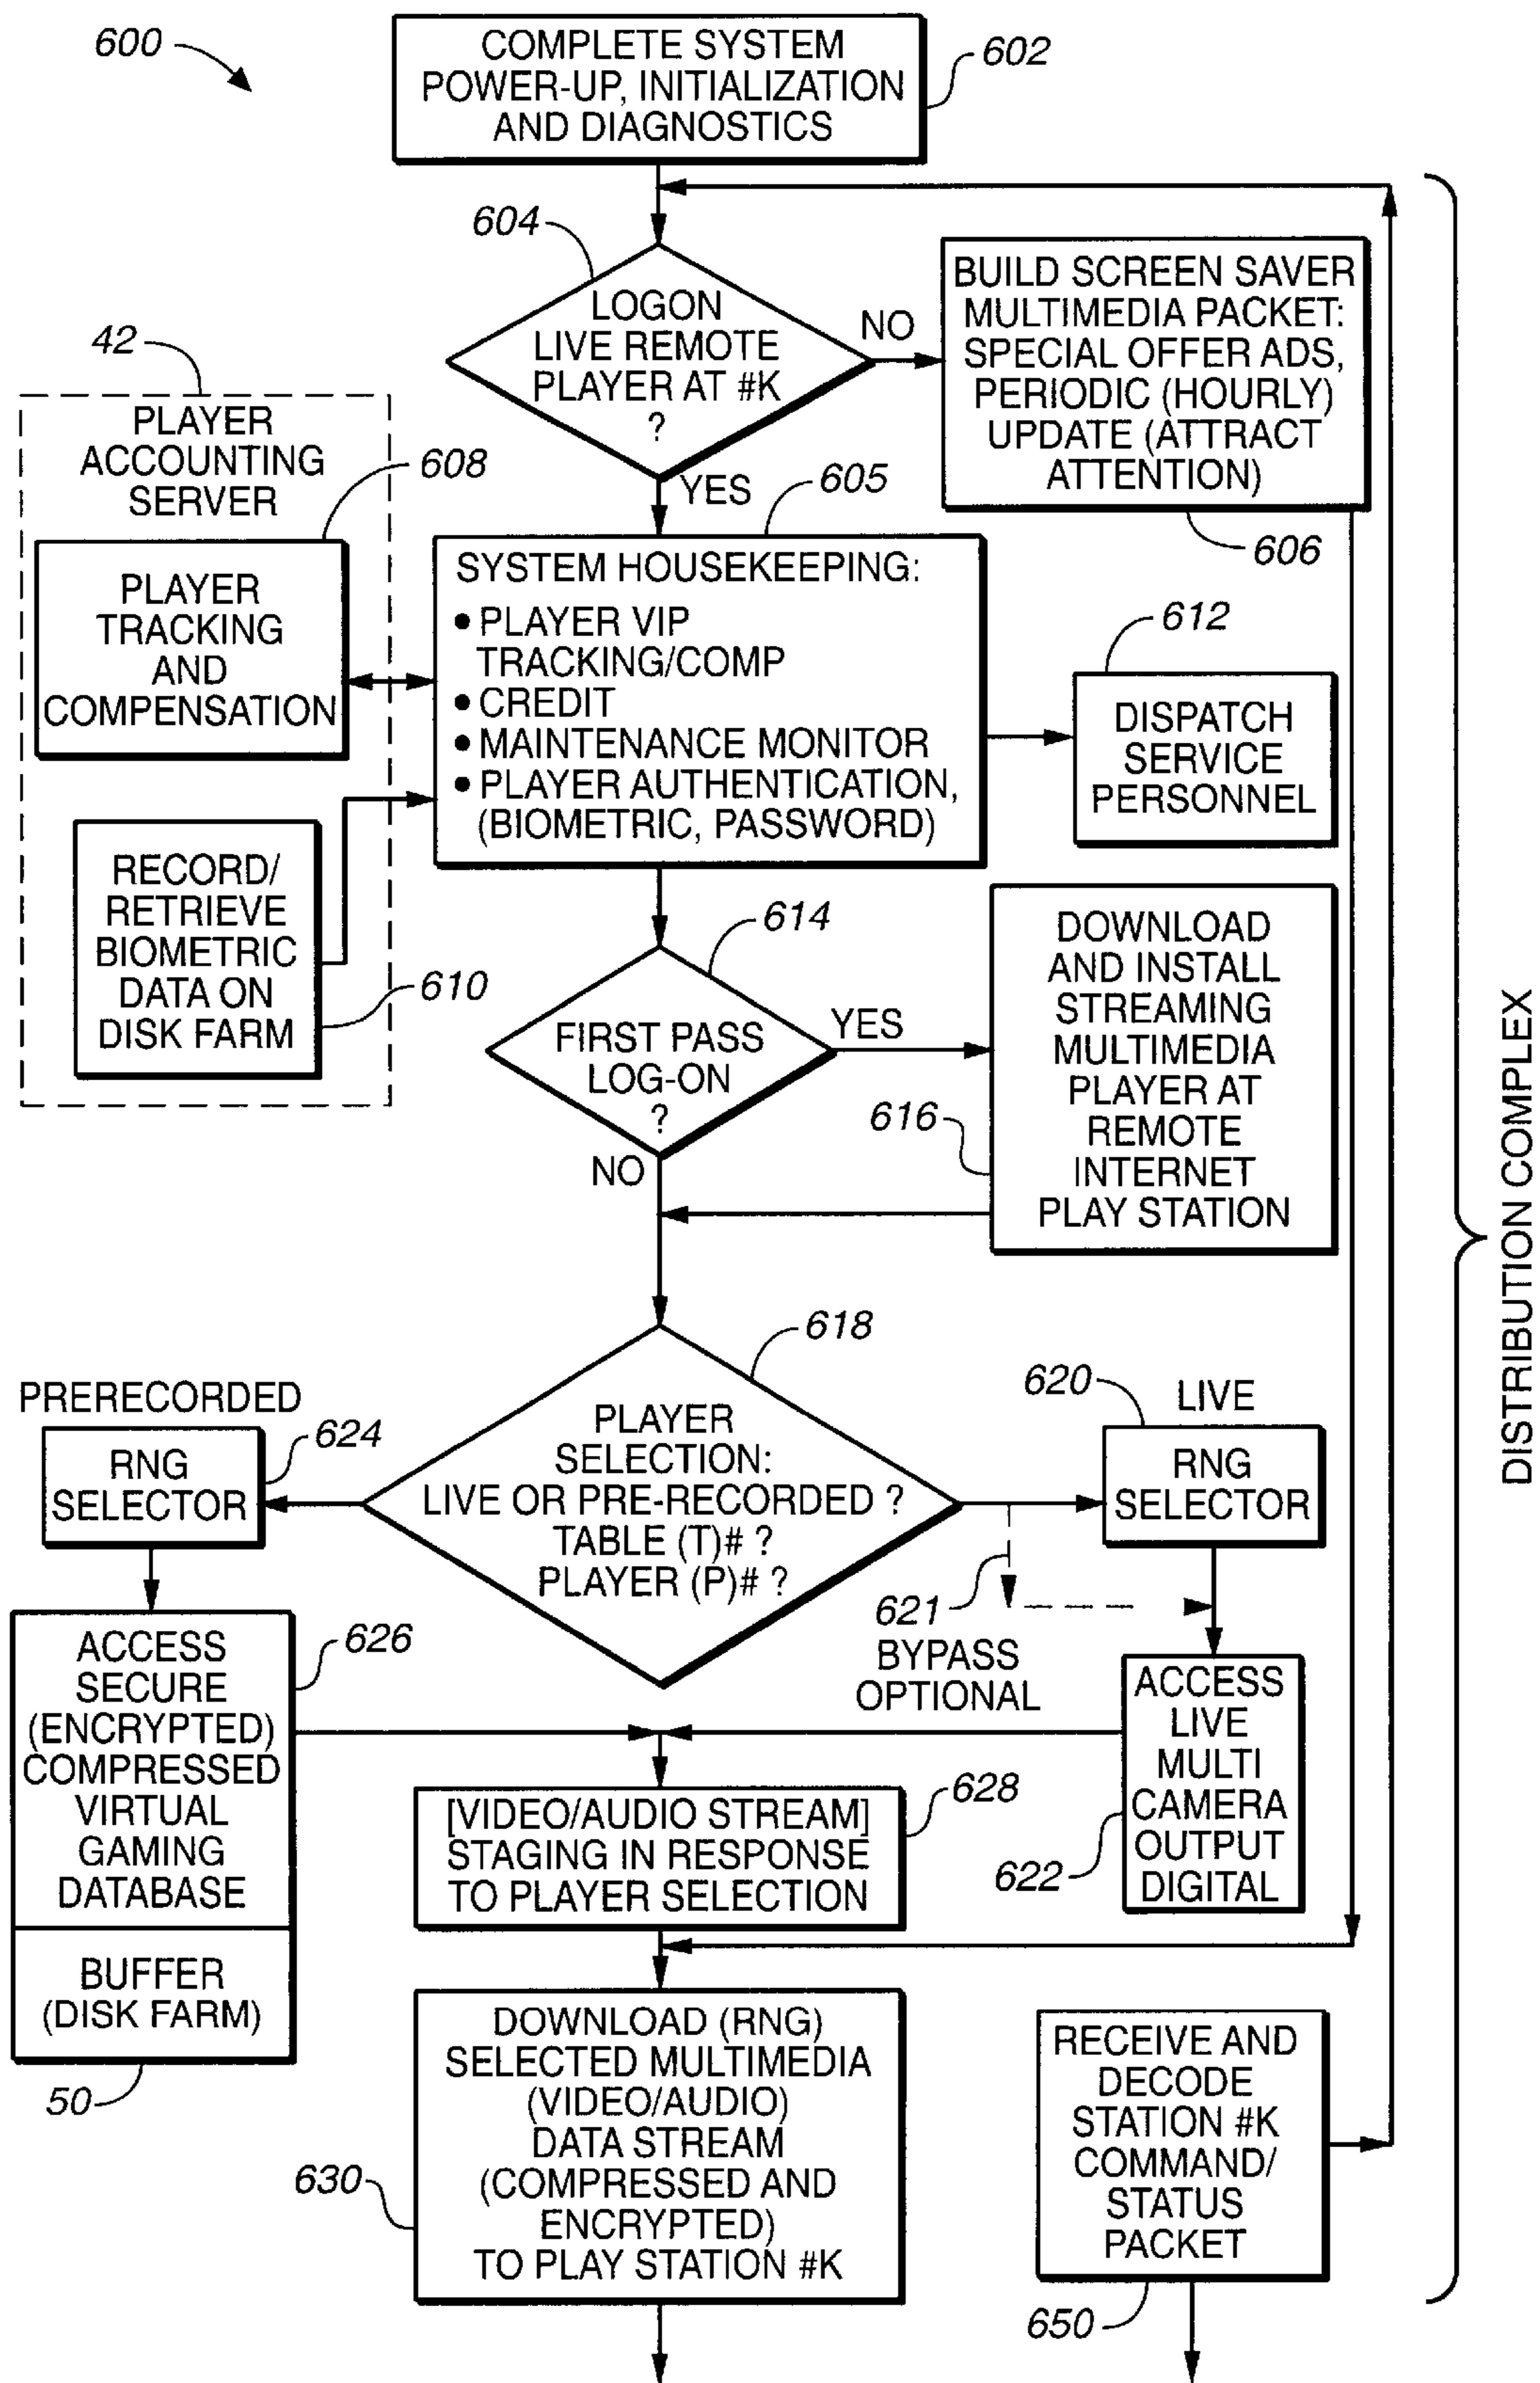 600
COMPLETE SYSTEM
POWER-UP, INITIALIZATION
AND DIAGNOSTICS
602
604
LOGON
LIVE REMOTE
PLAYER AT #K
?
NO
YES
BUILD SCREEN SAVER
MULTIMEDIA PACKET:
SPECIAL OFFER ADS,
PERIODIC (HOURLY)
UPDATE (ATTRACT
ATTENTION)
606
42
PLAYER
ACCOUNTING
SERVER
608
PLAYER
TRACKING
AND
COMPENSATION
RECORD/
RETRIEVE
BIOMETRIC
DATA ON
DISK FARM
610
605
SYSTEM HOUSEKEEPING:
• PLAYER VIP
TRACKING/COMP
• CREDIT
• MAINTENANCE MONITOR
• PLAYER AUTHENTICATION,
(BIOMETRIC, PASSWORD)
612
DISPATCH
SERVICE
PERSONNEL
614
FIRST PASS
LOG-ON
?
YES
NO
616
DOWNLOAD
AND INSTALL
STREAMING
MULTIMEDIA
PLAYER AT
REMOTE
INTERNET
PLAY STATION
618
PLAYER
SELECTION:
LIVE OR PRE-RECORDED ?
TABLE (T)# ?
PLAYER (P)# ?
PRERECORDED
624
RNG
SELECTOR
620
LIVE
RNG
SELECTOR
621
BYPASS
OPTIONAL
626
ACCESS
SECURE
(ENCRYPTED)
COMPRESSED
VIRTUAL
GAMING
DATABASE
BUFFER
(DISK FARM)
50
ACCESS
LIVE
MULTI
CAMERA
OUTPUT
DIGITAL
622
628
[VIDEO/AUDIO STREAM]
STAGING IN RESPONSE
TO PLAYER SELECTION
630
DOWNLOAD (RNG)
SELECTED MULTIMEDIA
(VIDEO/AUDIO)
DATA STREAM
(COMPRESSED AND
ENCRYPTED)
TO PLAY STATION #K
RECEIVE AND
DECODE
STATION #K
COMMAND/
STATUS
PACKET
650
DISTRIBUTION COMPLEX